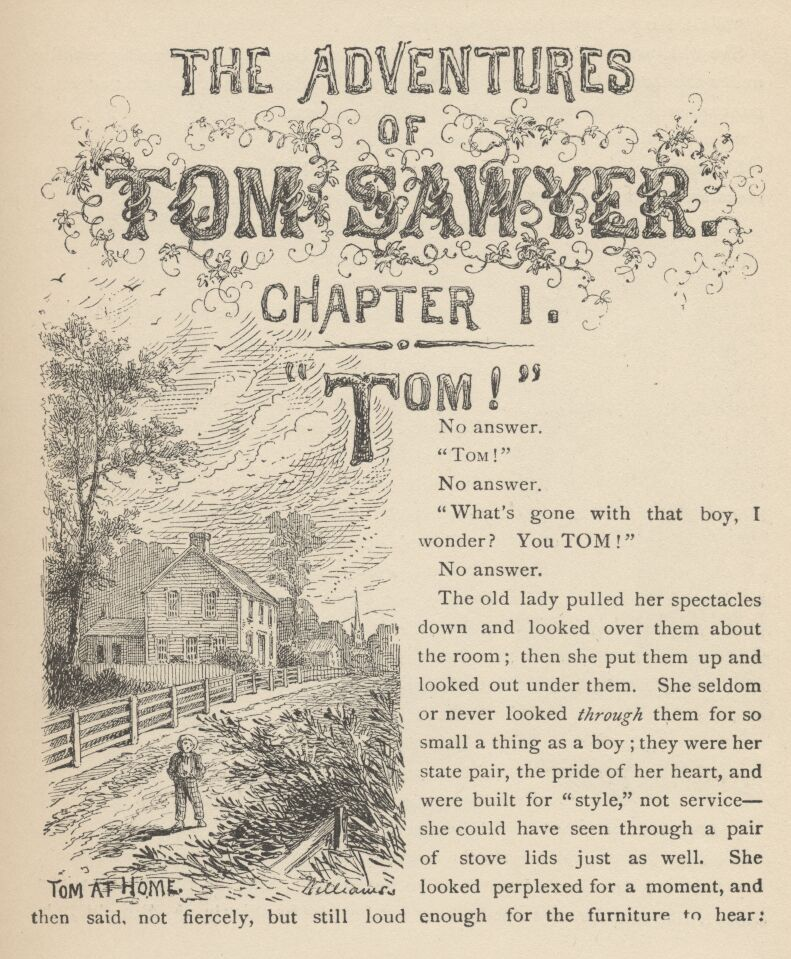 THE ADVENTURES
OF
TOM SAWYER.
CHAPTER I.
"TOM!"
No answer.
"TOM!"
No answer.
"What's gone with that boy, I
wonder? You TOM!"
No answer.
The old lady pulled her spectacles
down and looked over them about
the room; then she put them up and
looked out under them. She seldom
or never looked through them for so
small a thing as a boy; they were her
state pair, the pride of her heart, and
were built for "style," not service—
she could have seen through a pair
of stove lids just as well. She
looked perplexed for a moment, and
TOM AT HOME.
Williams
then said, not fiercely, but still loud enough for the furniture to hear: